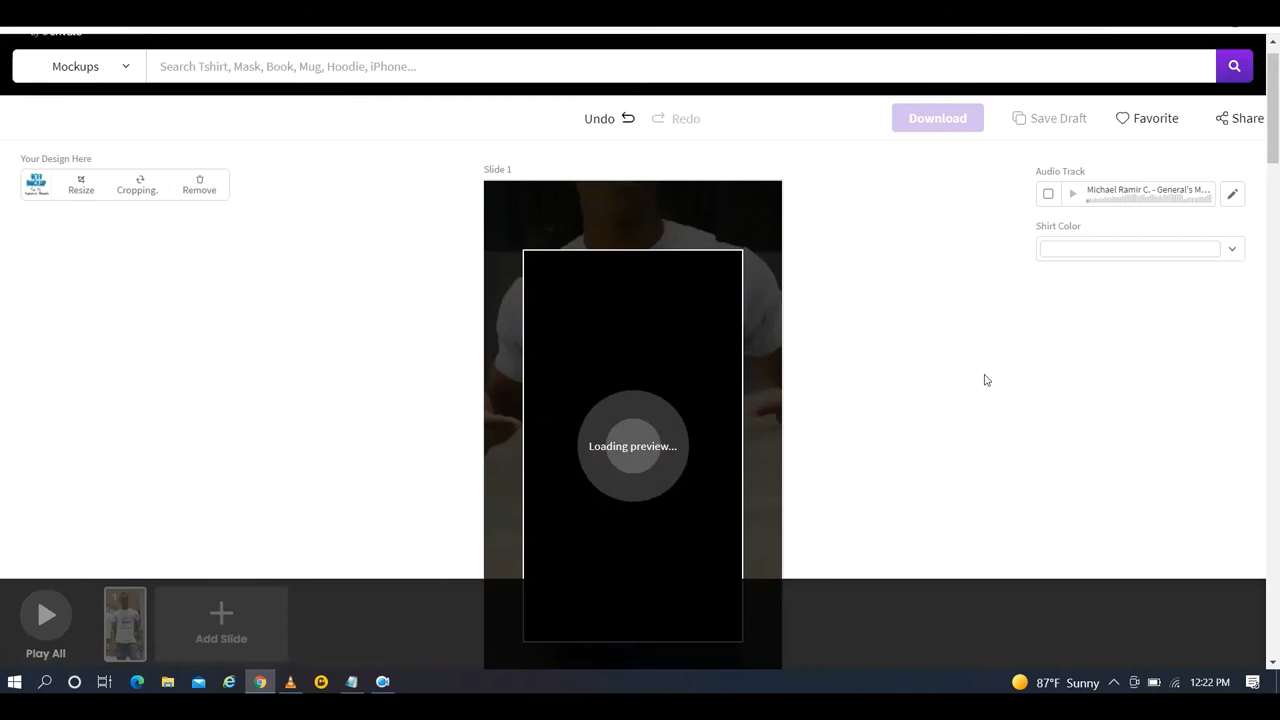 Mockups
Search Tshirt, Mask, Book, Mug, Hoodie, iPhone...
Undo
Redo
Download
Save Draft
Favorite
Share
Your Design Here
Resize
Cropping.
Remove
Slide 1
Audio Track
Michael Ramir C. - General's M...
Shirt Color
Loading preview...
1
Add Slide
Play All
87°F Sunny
12:22 PM